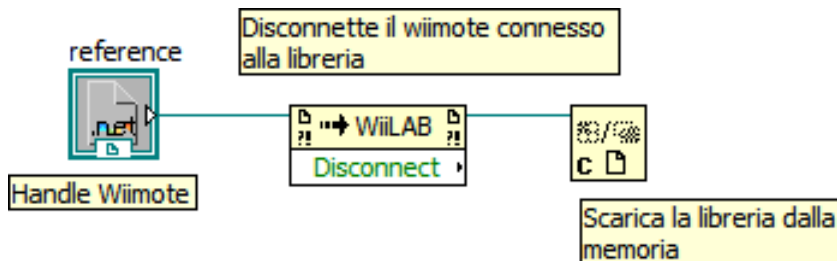 Disconnette il wiimote connesso
alla libreria
reference
.net
?! WiiLAB ?!
Disconnect
C
Handle Wiimote
Scarica la libreria dalla
memoria